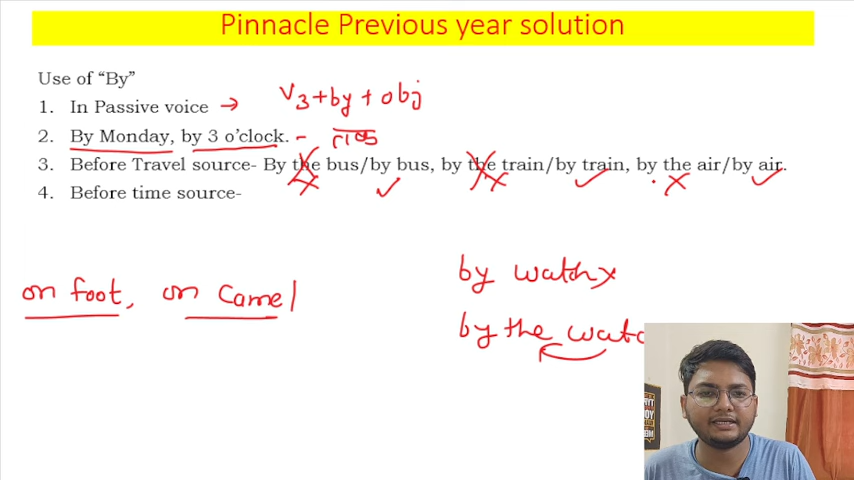 Pinnacle Previous year solution
Use of “By”
1. In Passive voice → V3+by+obj
2. By Monday, by 3 o’clock. -
3. Before Travel source- By the bus/by bus, by the train/by train, by the air/by air.
4. Before time source-
by watch x
on foot, on Camel
by the watc